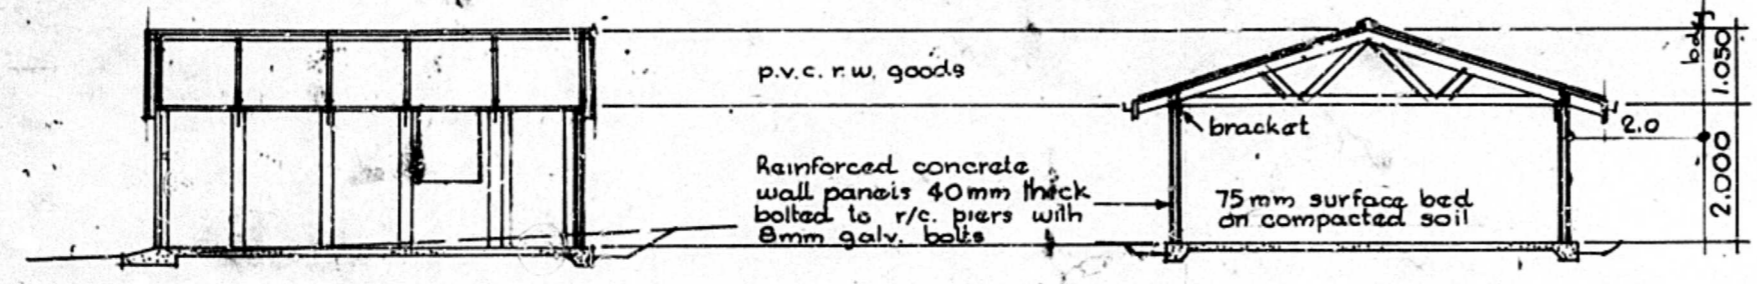 p.v.c. r.w. goods
bracket
Reinforced concrete
wall panels 40mm thick
bolted to r/c. piers with
8mm galv. bolts
75mm surface bed
on compacted soil
2.0
1.050
2.000
bdy